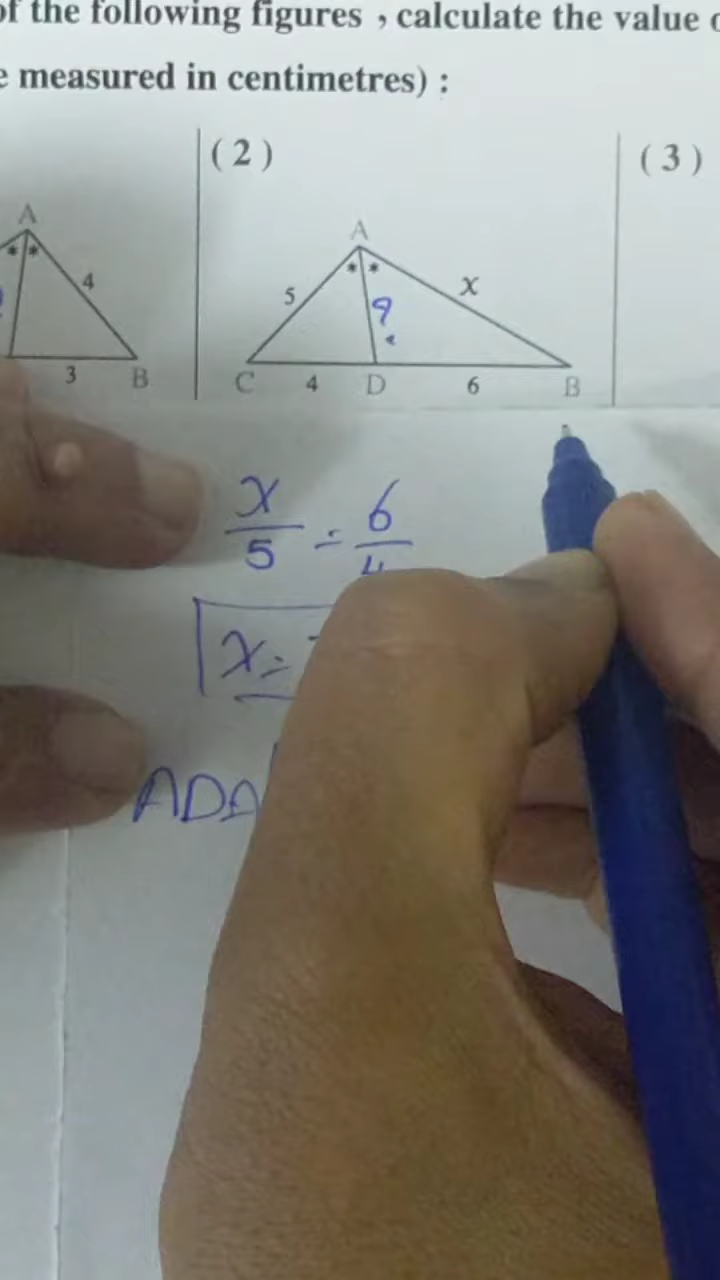 of the following figures , calculate the value
measured in centimetres) :
(2)
(3)
A
4
3
B
A
5
x
?
C
4
D
6
B
x/5 = 6/4
x =
ADA